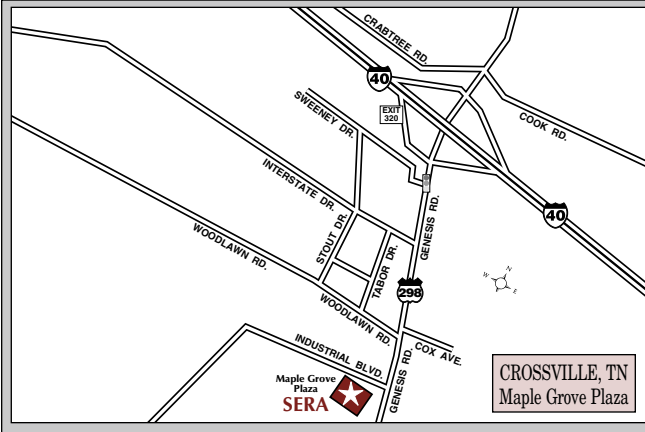 CRABTREE RD.
40
EXIT
320
SWEENEY DR.
COOK RD.
INTERSTATE DR.
STOUT DR.
TABOR DR.
GENESIS RD.
40
WOODLAWN RD.
N
W
E
298
WOODLAWN RD.
COX AVE.
INDUSTRIAL BLVD.
GENESIS RD.
Maple Grove
Plaza
SERA
CROSSVILLE, TN
Maple Grove Plaza